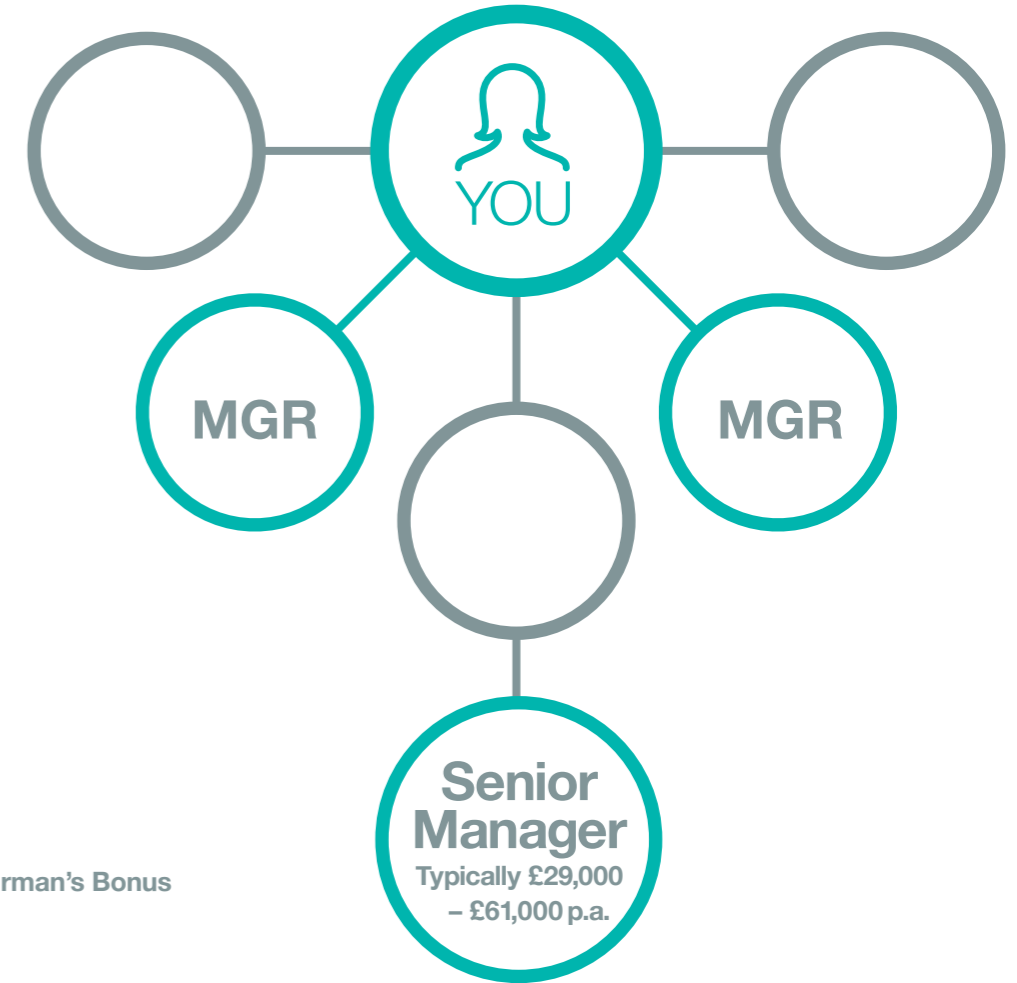 YOU
MGR
MGR
Senior
Manager
Typically £29,000
– £61,000 p.a.
rman’s Bonus